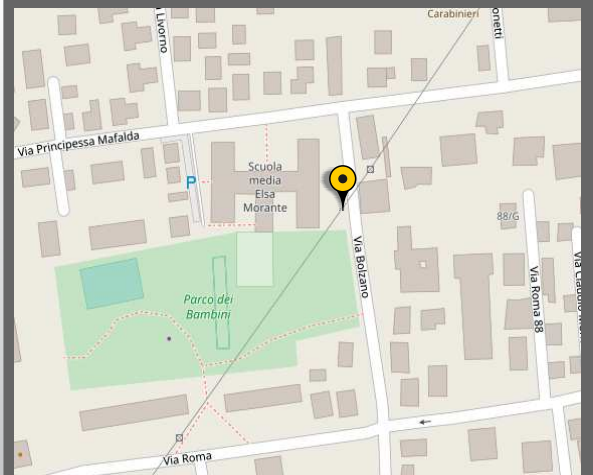 Carabinieri
Livorno
onetti
Via Principessa Mafalda
P
Scuola
media
Elsa
Morante
88/G
Via Bolzano
Via Roma 88
Parco dei
Bambini
Via Roma